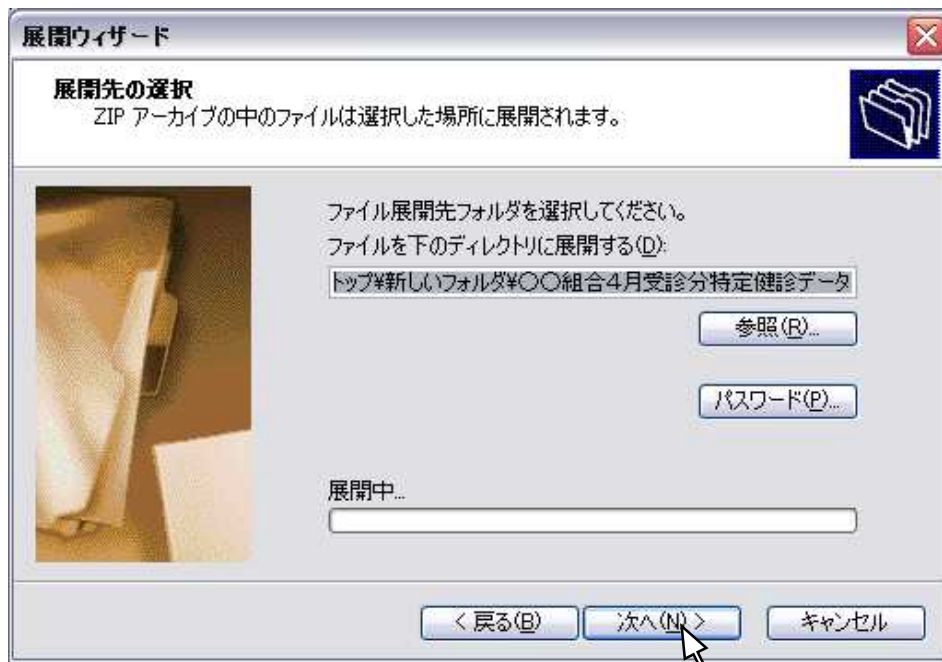 展開ウィザード
展開先の選択
ZIP アーカイブの中のファイルは選択した場所に展開されます。
ファイル展開先フォルダを選択してください。
ファイルを下のディレクトリに展開する(D):
トップ¥新しいフォルダ¥〇〇組合4月受診分特定健診データ
参照(R)...
パスワード(P)...
展開中...
< 戻る(B)
次へ(N) >
キャンセル